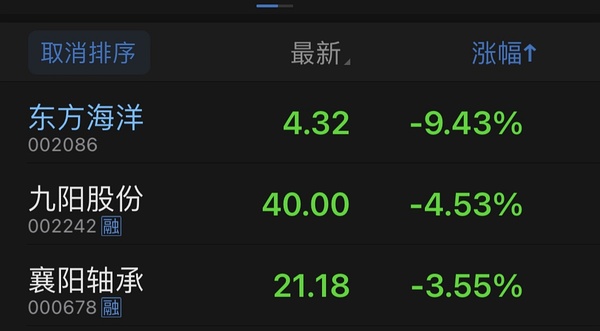 取消排序 最新 涨幅↑
东方海洋 4.32 -9.43%
002086
九阳股份 40.00 -4.53%
002242 融
襄阳轴承 21.18 -3.55%
000678 融